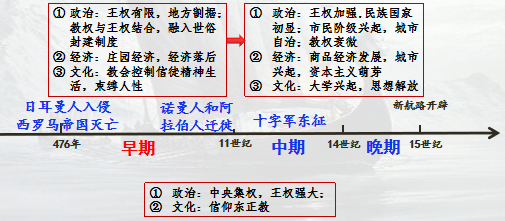 ① 政治：王权有限，地方割据；
教权与王权结合，融入世俗
封建制度
② 经济：庄园经济，经济落后
③ 文化：教会控制信徒精神生
活，束缚人性
① 政治：王权加强.民族国家
初显；市民阶级兴起，城市
自治；教权衰微
② 经济：商品经济发展，城市
兴起，资本主义萌芽
③ 文化：大学兴起，思想解放
日耳曼人入侵
西罗马帝国灭亡
诺曼人和阿
拉伯人迁徙
十字军东征
新航路开辟
476年
早期
11世纪
中期
14世纪
晚期
15世纪
① 政治：中央集权，王权强大；
② 文化：信仰东正教